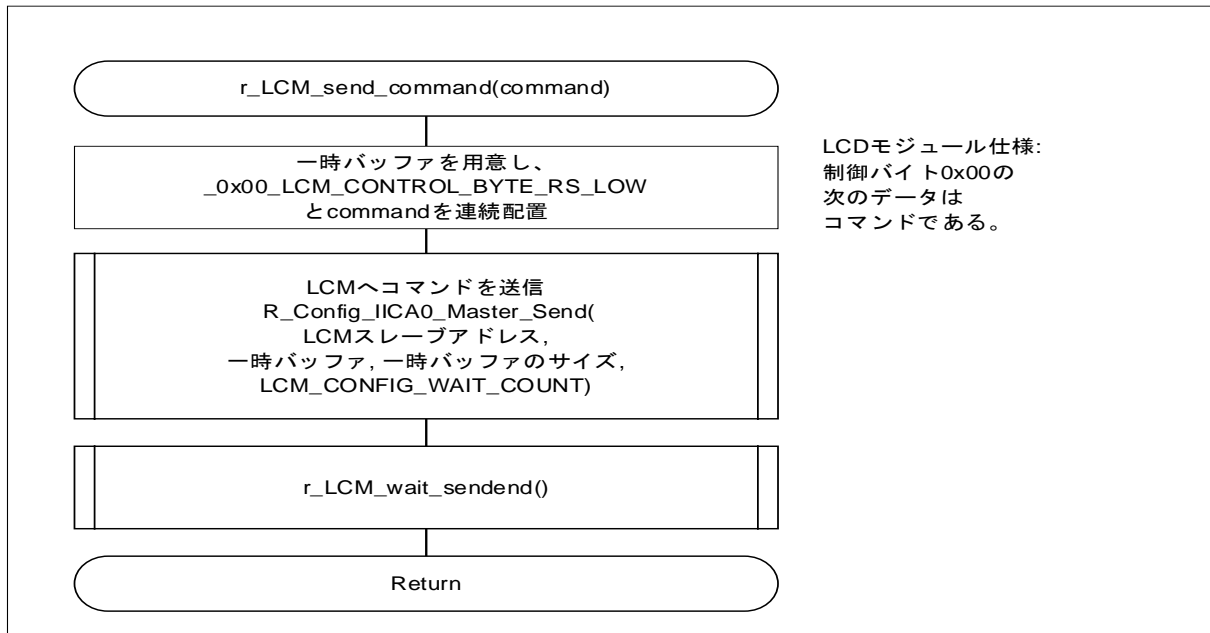 r_LCM_send_command(command)
一時バッファを用意し、
_0x00_LCM_CONTROL_BYTE_RS_LOW
とcommandを連続配置
LCDモジュール仕様:
制御バイト0x00の
次のデータは
コマンドである。
LCMへコマンドを送信
R_Config_IICA0_Master_Send(
LCMスレーブアドレス,
一時バッファ, 一時バッファのサイズ,
LCM_CONFIG_WAIT_COUNT)
r_LCM_wait_sendend()
Return